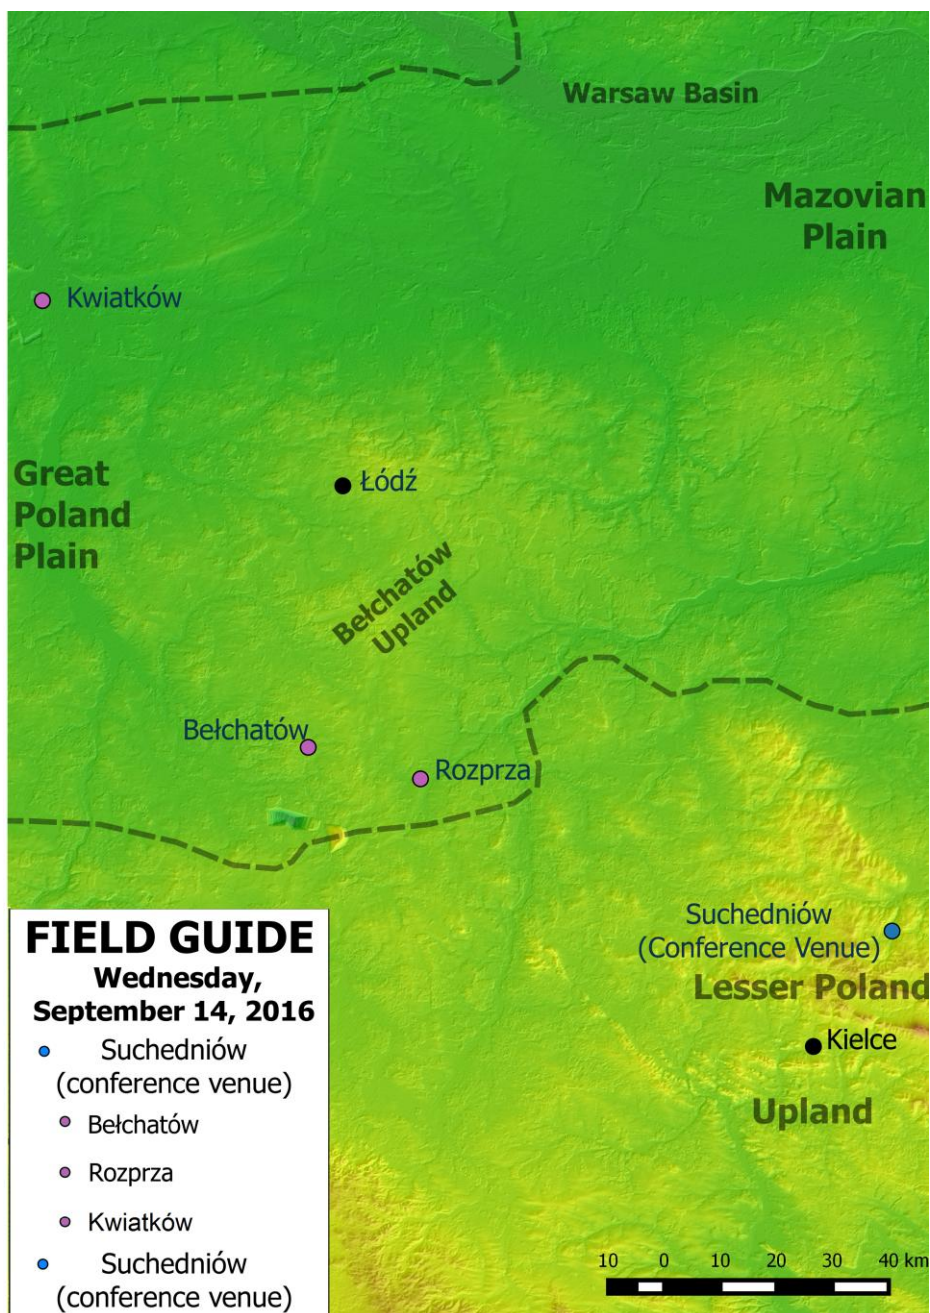 Warsaw Basin
Mazovian
Plain
Kwiatków
Great
Poland
Plain
Łódź
Bełchatów
Upland
Bełchatów
Rozprza
Suchedniów
(Conference Venue)
Lesser Poland
Kielce
Upland
FIELD GUIDE
Wednesday,
September 14, 2016
Suchedniów
(conference venue)
Bełchatów
Rozprza
Kwiatków
Suchedniów
(conference venue)
10 0 10 20 30 40 km